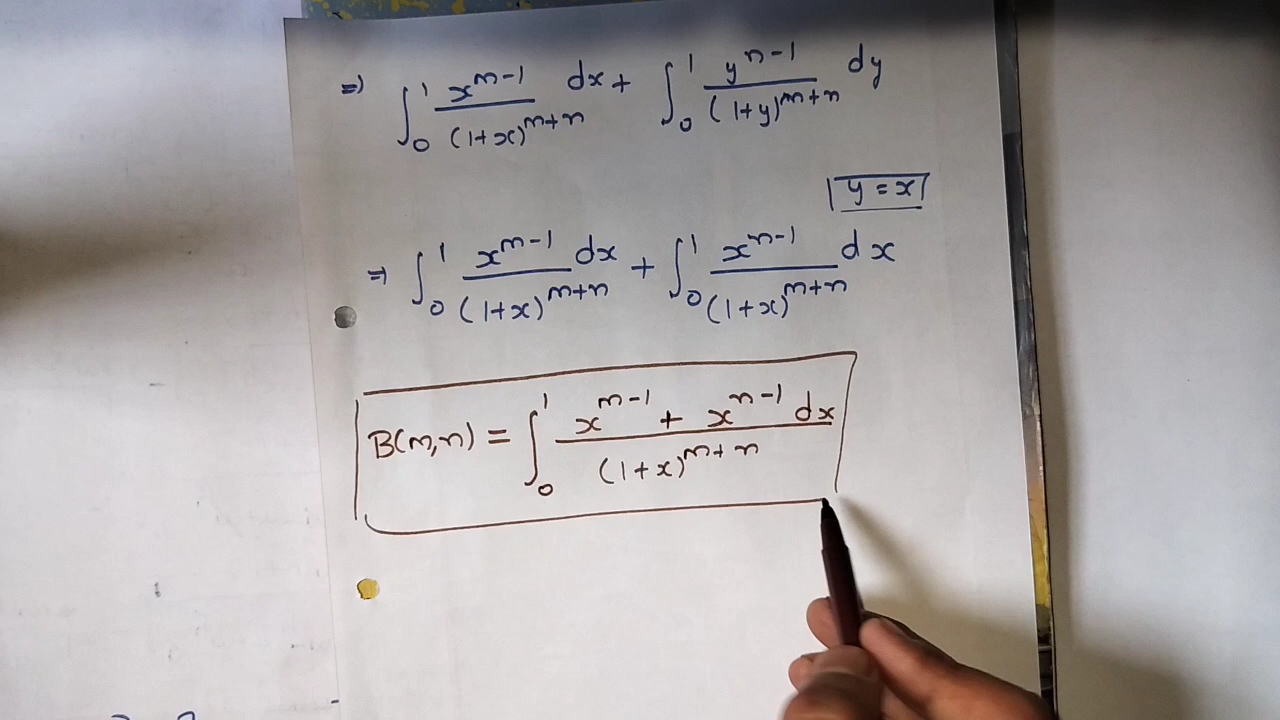 ⇒ ∫₀¹ x^(m-1)/(1+x)^(m+n) dx + ∫₀¹ y^(n-1)/(1+y)^(m+n) dy
y = x
⇒ ∫₀¹ x^(m-1)/(1+x)^(m+n) dx + ∫₀¹ x^(n-1)/(1+x)^(m+n) dx
B(m,n) = ∫₀¹ x^(m-1) + x^(n-1) dx/(1+x)^(m+n)